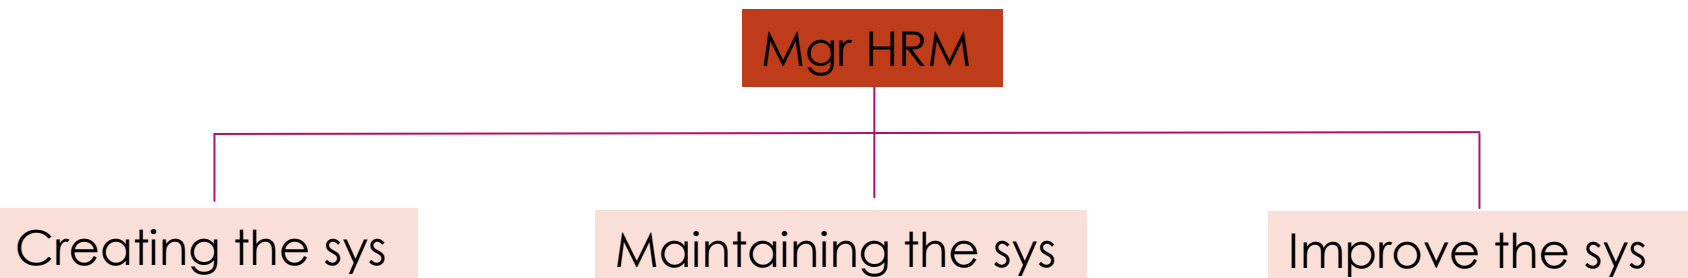 Mgr HRM
Creating the sys
Maintaining the sys
Improve the sys